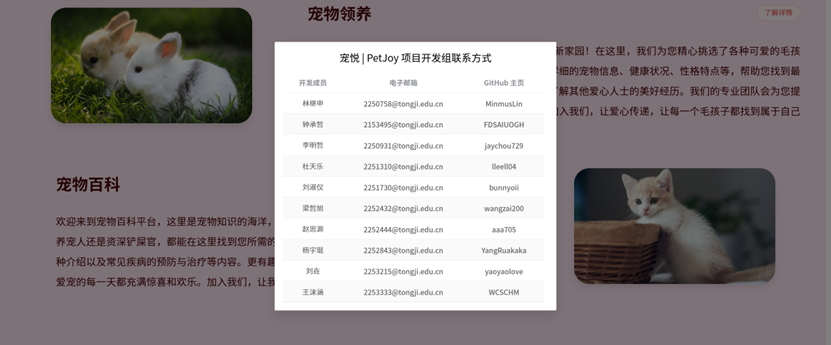 宠物领养
了解详情
宠悦 | PetJoy 项目开发组联系方式
开发成员 电子邮箱 GitHub 主页
林继申 2250758@tongji.edu.cn MinmusLin
钟承哲 2153495@tongji.edu.cn FDSAIUOGH
李明哲 2250931@tongji.edu.cn jaychou729
杜天乐 2251310@tongji.edu.cn lleell04
刘淑仪 2251730@tongji.edu.cn bunnyoii
梁哲旭 2252432@tongji.edu.cn wangzai200
赵思源 2252444@tongji.edu.cn aaa705
杨宇琨 2252843@tongji.edu.cn YangRuakaka
刘垚 2253215@tongji.edu.cn yaoyaolove
王洣涵 2253333@tongji.edu.cn WCSCHM
新家园！在这里，我们为您精心挑选了各种可爱的毛孩
细的宠物信息、健康状况、性格特点等，帮助您找到最
解其他爱心人士的美好经历。我们的专业团队会为您提
加入我们，让爱心传递，让每一个毛孩子都找到属于自己
宠物百科
欢迎来到宠物百科平台，这里是宠物知识的海洋，
养宠人还是资深铲屎官，都能在这里找到您所需的
种介绍以及常见疾病的预防与治疗等内容。更有趣
爱宠的每一天都充满惊喜和欢乐。加入我们，让我